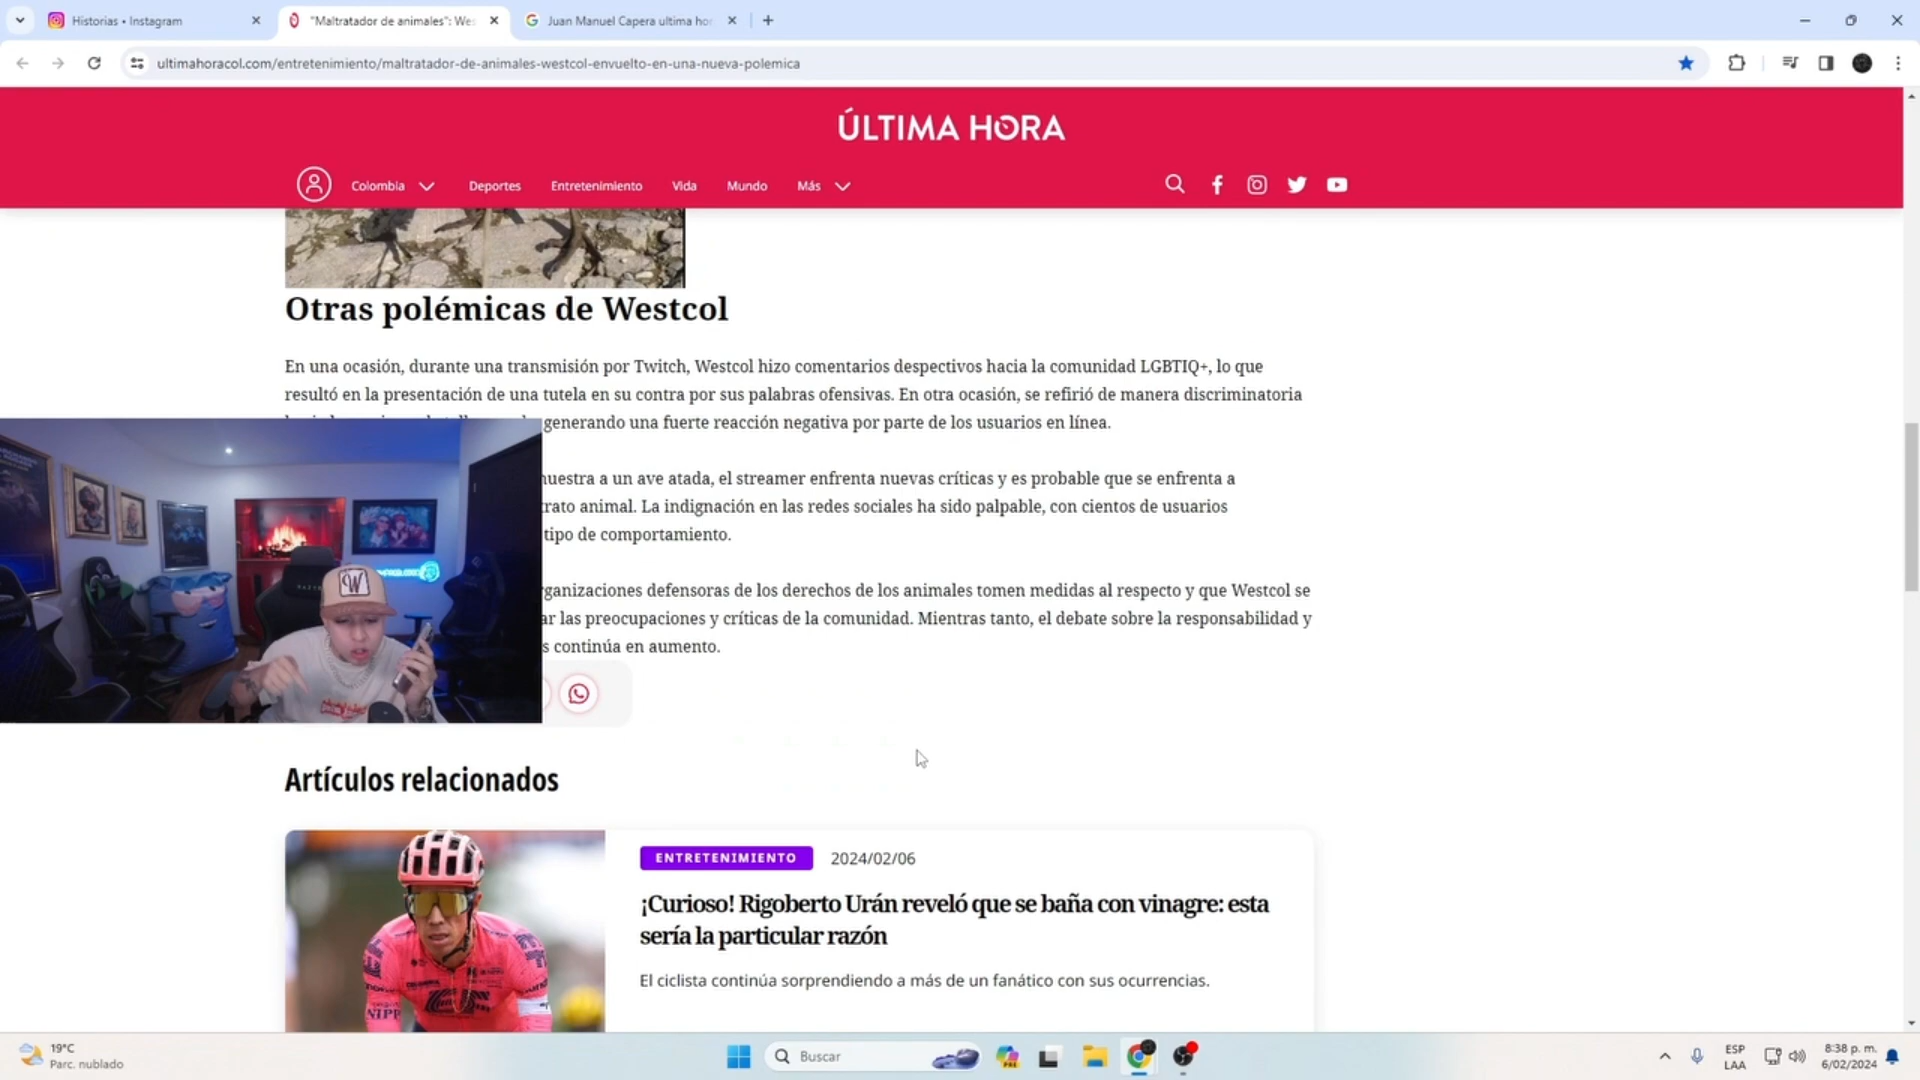 Historias • Instagram
"Maltratador de animales": Wes
Juan Manuel Capera ultima ho
ultimahoracol.com/entretenimiento/maltratador-de-animales-westcol-envuelto-en-una-nueva-polemica
ÚLTIMA HORA
Colombia
Deportes
Entretenimiento
Vida
Mundo
Más
Otras polémicas de Westcol
En una ocasión, durante una transmisión por Twitch, Westcol hizo comentarios despectivos hacia la comunidad LGBTIQ+, lo que
resultó en la presentación de una tutela en su contra por sus palabras ofensivas. En otra ocasión, se refirió de manera discriminatoria
generando una fuerte reacción negativa por parte de los usuarios en línea.
a un ave atada, el streamer enfrenta nuevas críticas y es probable que se enfrenta a
animal. La indignación en las redes sociales ha sido palpable, con cientos de usuarios
tipo de comportamiento.
rganizaciones defensoras de los derechos de los animales tomen medidas al respecto y que Westcol se
ar las preocupaciones y críticas de la comunidad. Mientras tanto, el debate sobre la responsabilidad y
s continúa en aumento.
W
Artículos relacionados
ENTRETENIMIENTO
2024/02/06
¡Curioso! Rigoberto Urán reveló que se baña con vinagre: esta
sería la particular razón
El ciclista continúa sorprendiendo a más de un fanático con sus ocurrencias.
NIPP
19°C
Parc. nublado
Buscar
PRE
ESP
LAA
8:38 p. m.
6/02/2024